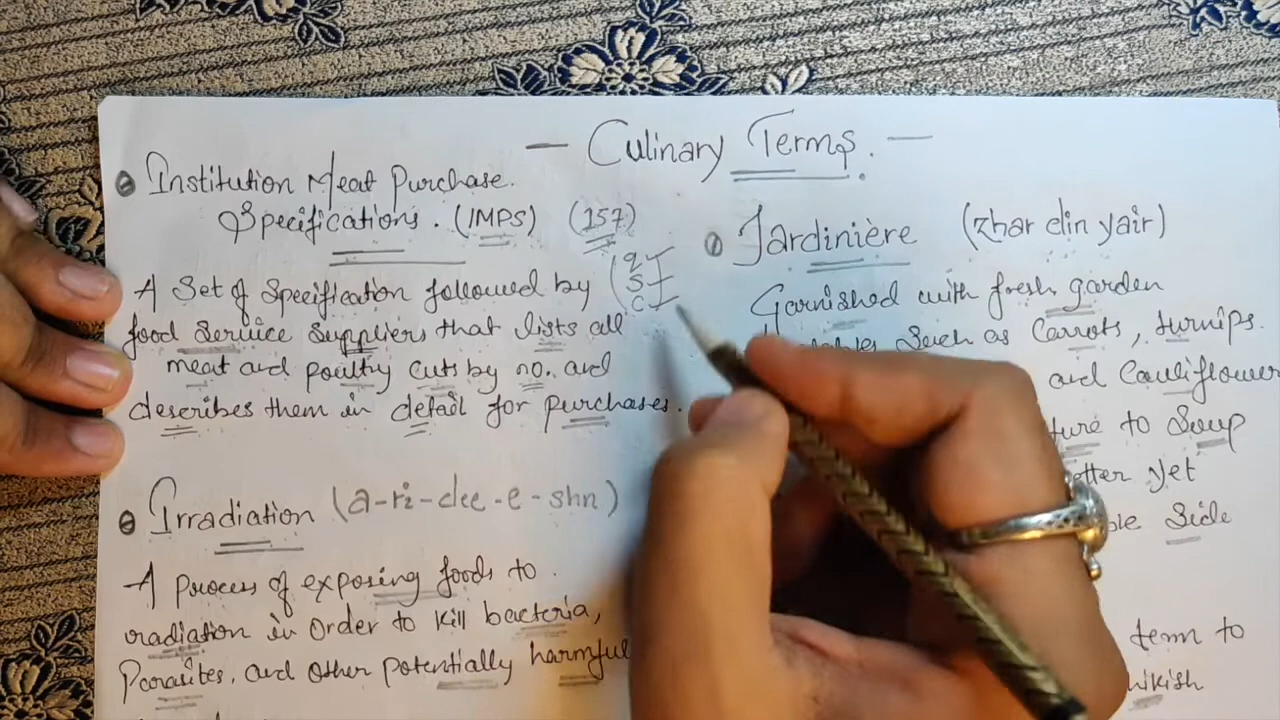 — Culinary Terms. —
Institution Meat Purchase.
Specifications. (IMPS) (157)
A Set of Specification followed by
food Service Suppliers that lists all
meat and poultry cuts by no. and
describes them in detail for purchases.
q
S
C
Irradiation
A process of exposing foods to
radiation in order to kill bacteria,
Parasites, and other potentially harmful
Jardinière (zhar din yair)
Garnished with fresh garden
such as Carrots, turnips.
and Cauliflower
to Soup
yet
Side
term to